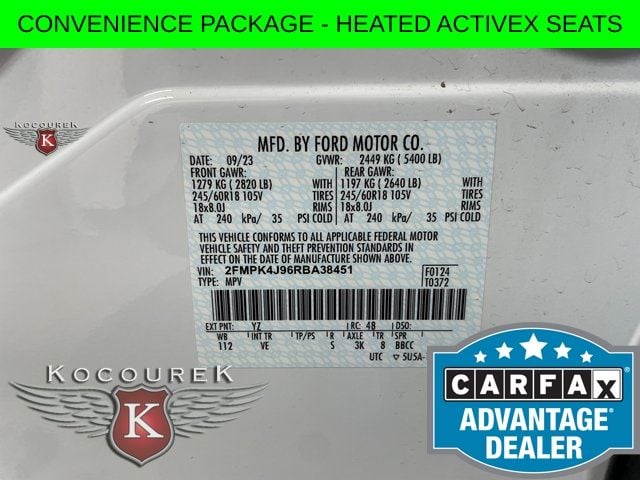 CONVENIENCE PACKAGE - HEATED ACTIVEX SEATS
KOCOUREK
K
MFD. BY FORD MOTOR CO.
DATE: 09/23 GVWR: 2449 KG ( 5400 LB)
FRONT GAWR: REAR GAWR:
1279 KG ( 2820 LB) WITH 1197 KG ( 2640 LB) WITH
245/60R18 105V TIRES 245/60R18 105V TIRES
18x8.0J RIMS 18x8.0J RIMS
AT 240 kPa/ 35 PSI COLD AT 240 kPa/ 35 PSI COLD
THIS VEHICLE CONFORMS TO ALL APPLICABLE FEDERAL MOTOR
VEHICLE SAFETY AND THEFT PREVENTION STANDARDS IN
EFFECT ON THE DATE OF MANUFACTURE SHOWN ABOVE.
VIN: 2FMPK4J96RBA38451 F0124
TYPE: MPV T0372
EXT PNT: YZ RC: 48 DSO:
WB INT TR TP/PS R AXLE TR SPR
112 VE S 3K 8 BBCC
UTC ▽ 5U5A-
KOCOUREK
K
CARFAX
ADVANTAGE®
DEALER